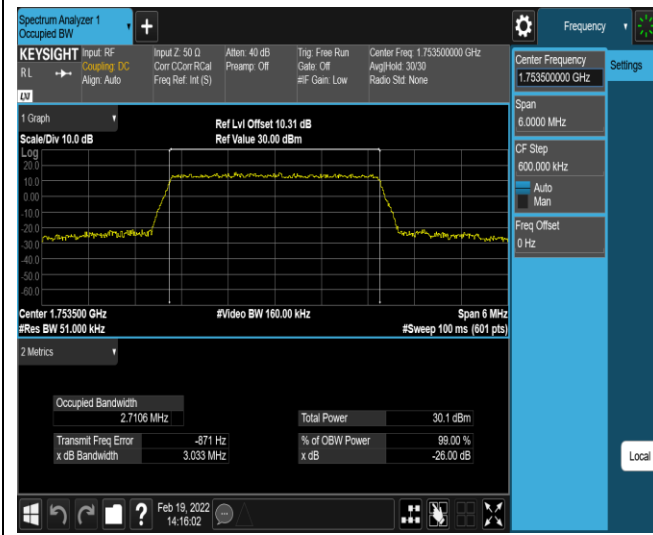 Spectrum Analyzer 1
Occupied BW
Frequency
KEYSIGHT
RL
Input: RF
Coupling: DC
Align: Auto
Input Z: 50 Ω
Corr CCorr RCal
Freq Ref: Int (S)
Atten: 40 dB
Preamp: Off
Trig: Free Run
Gate: Off
#IF Gain: Low
Center Freq: 1.753500000 GHz
Avg|Hold: 30/30
Radio Std: None
LXI
Center Frequency
1.753500000 GHz
Settings
Span
6.0000 MHz
CF Step
600.000 kHz
Auto
Man
Freq Offset
0 Hz
1 Graph
Scale/Div 10.0 dB
Ref Lvl Offset 10.31 dB
Ref Value 30.00 dBm
Log
20.0
10.0
0.00
-10.0
-20.0
-30.0
-40.0
-50.0
-60.0
Center 1.753500 GHz
#Res BW 51.000 kHz
#Video BW 160.00 kHz
Span 6 MHz
#Sweep 100 ms (601 pts)
2 Metrics
Occupied Bandwidth
2.7106 MHz
Total Power 30.1 dBm
Transmit Freq Error -871 Hz
% of OBW Power 99.00 %
x dB Bandwidth 3.033 MHz
x dB -26.00 dB
Local
?
Feb 19, 2022
14:16:02